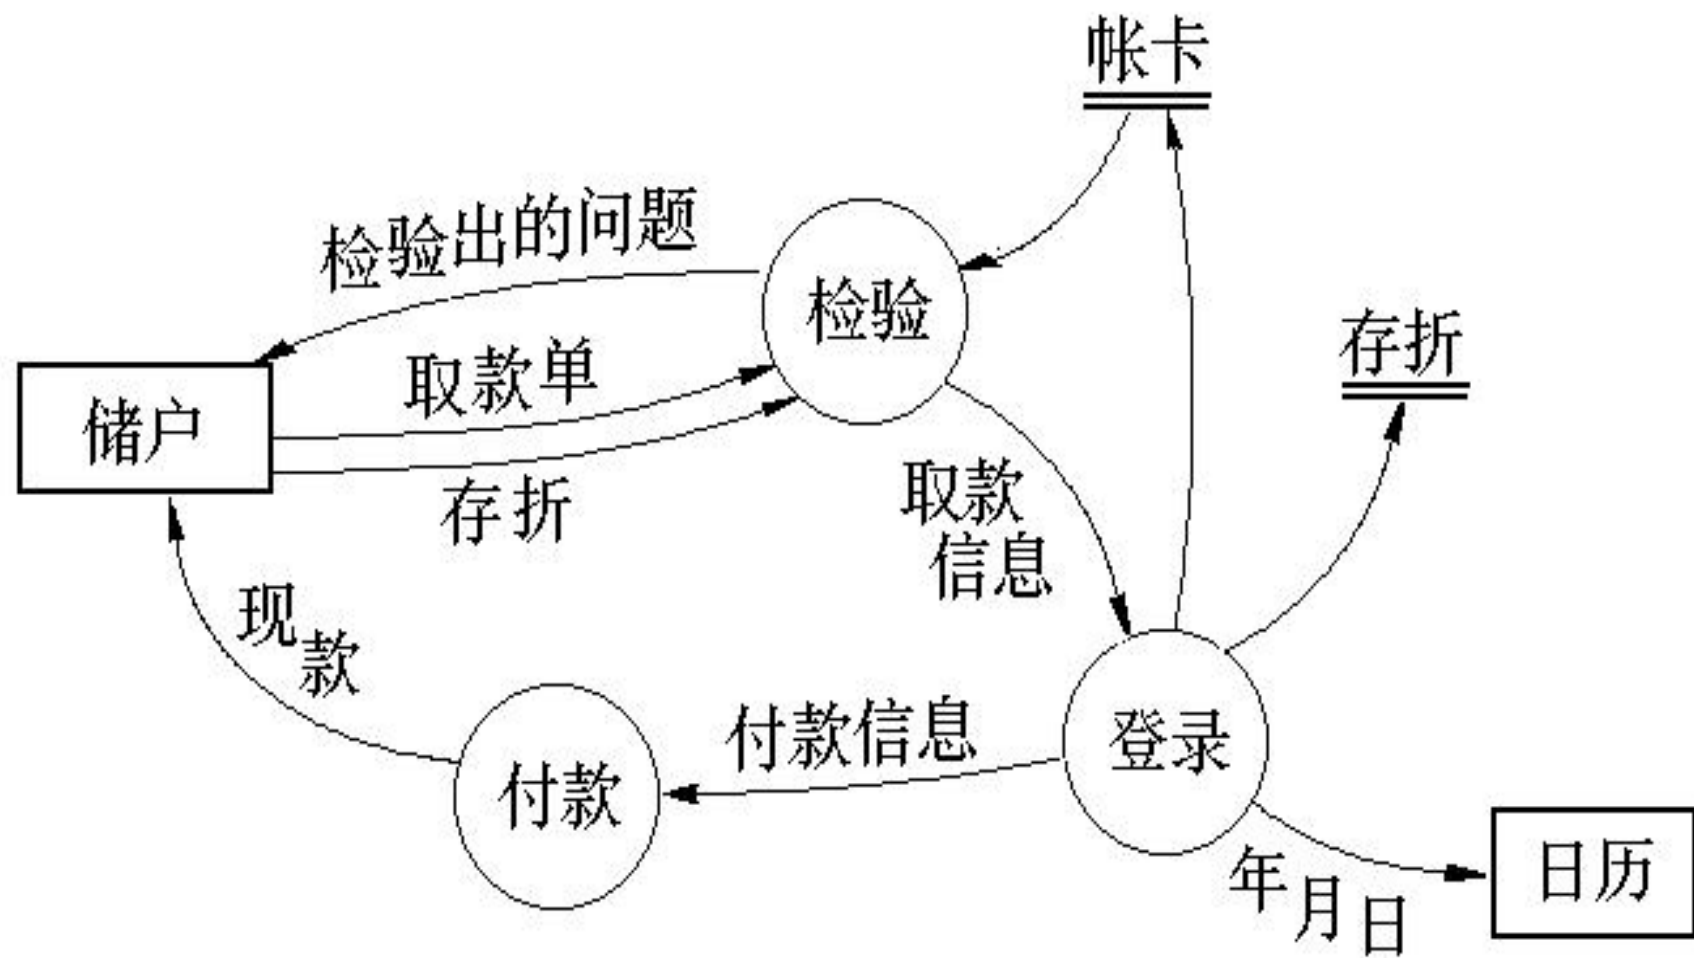 帐卡
检验出的问题
检验
存折
取款单
储户
存折
取款
信息
现款
付款信息
登录
付款
年月日
日历